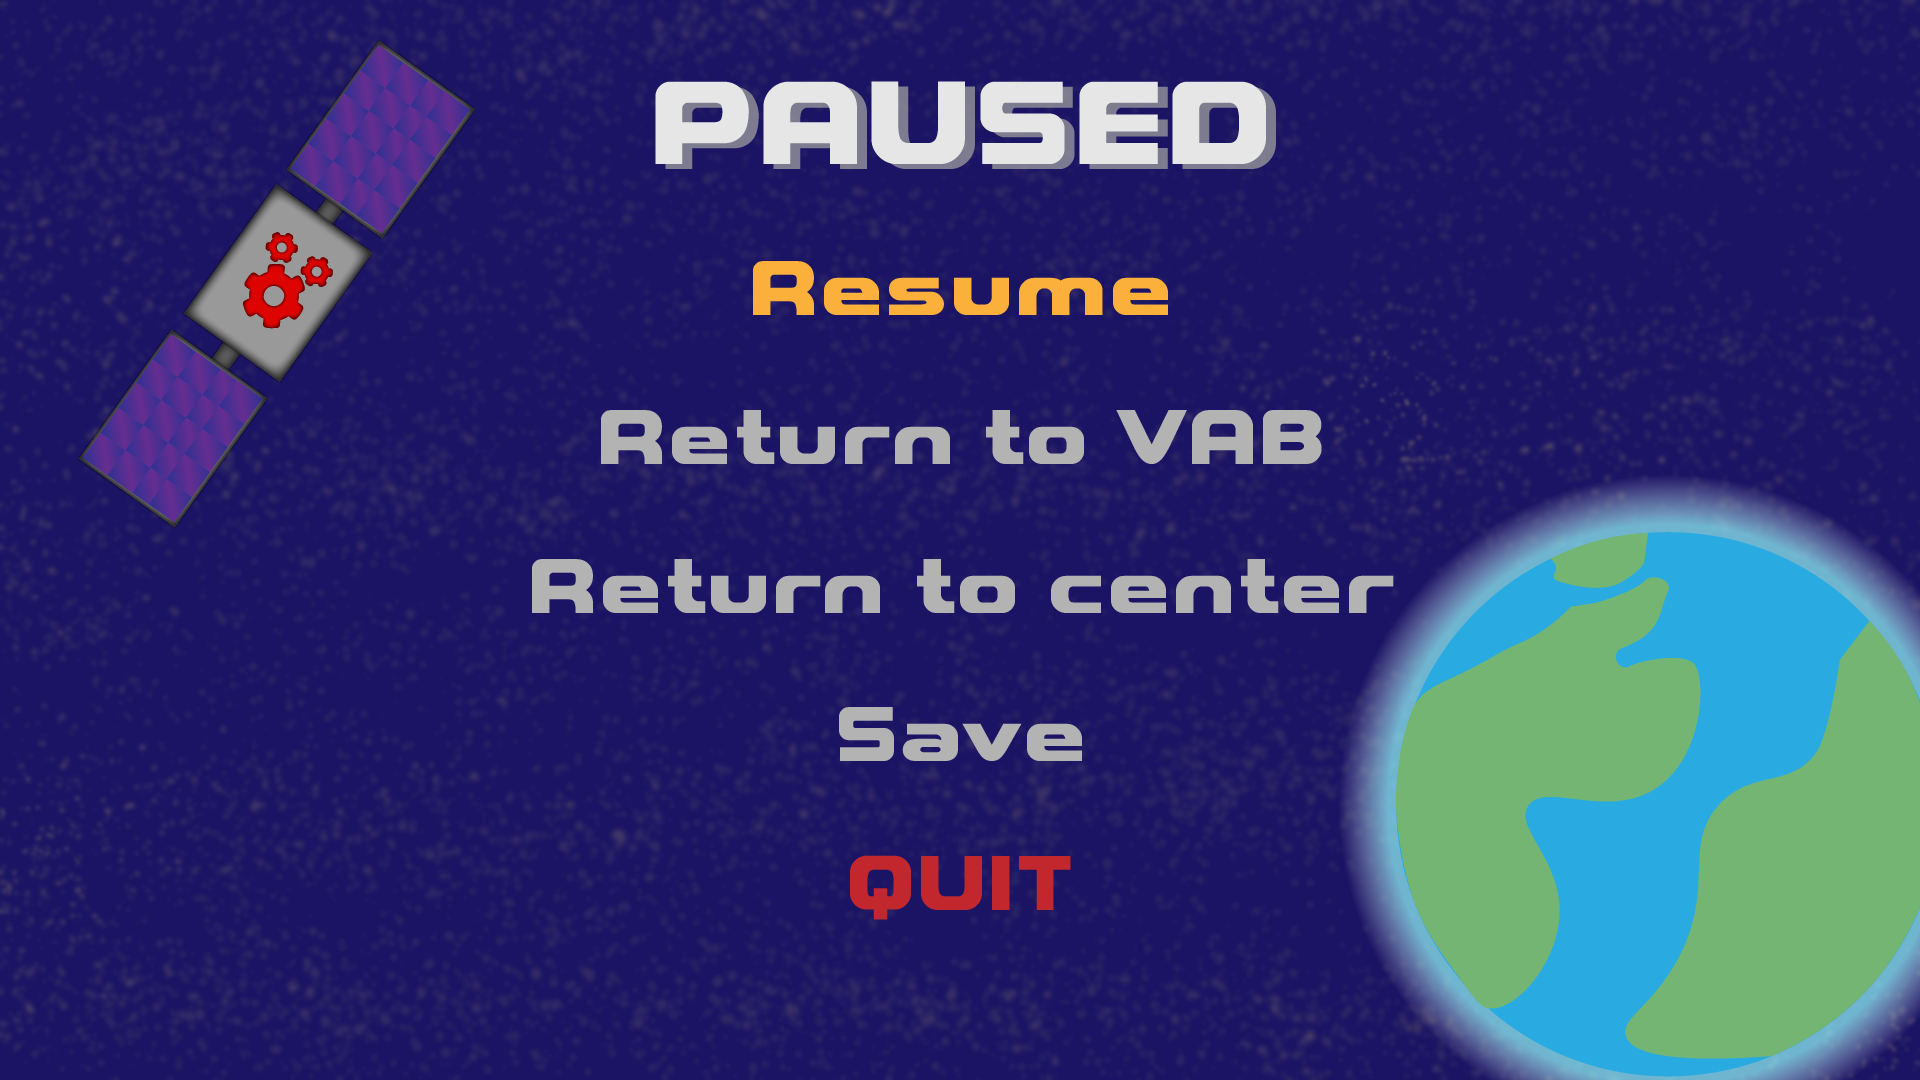 PAUSED
Resume
Return to VAB
Return to center
Save
QUIT